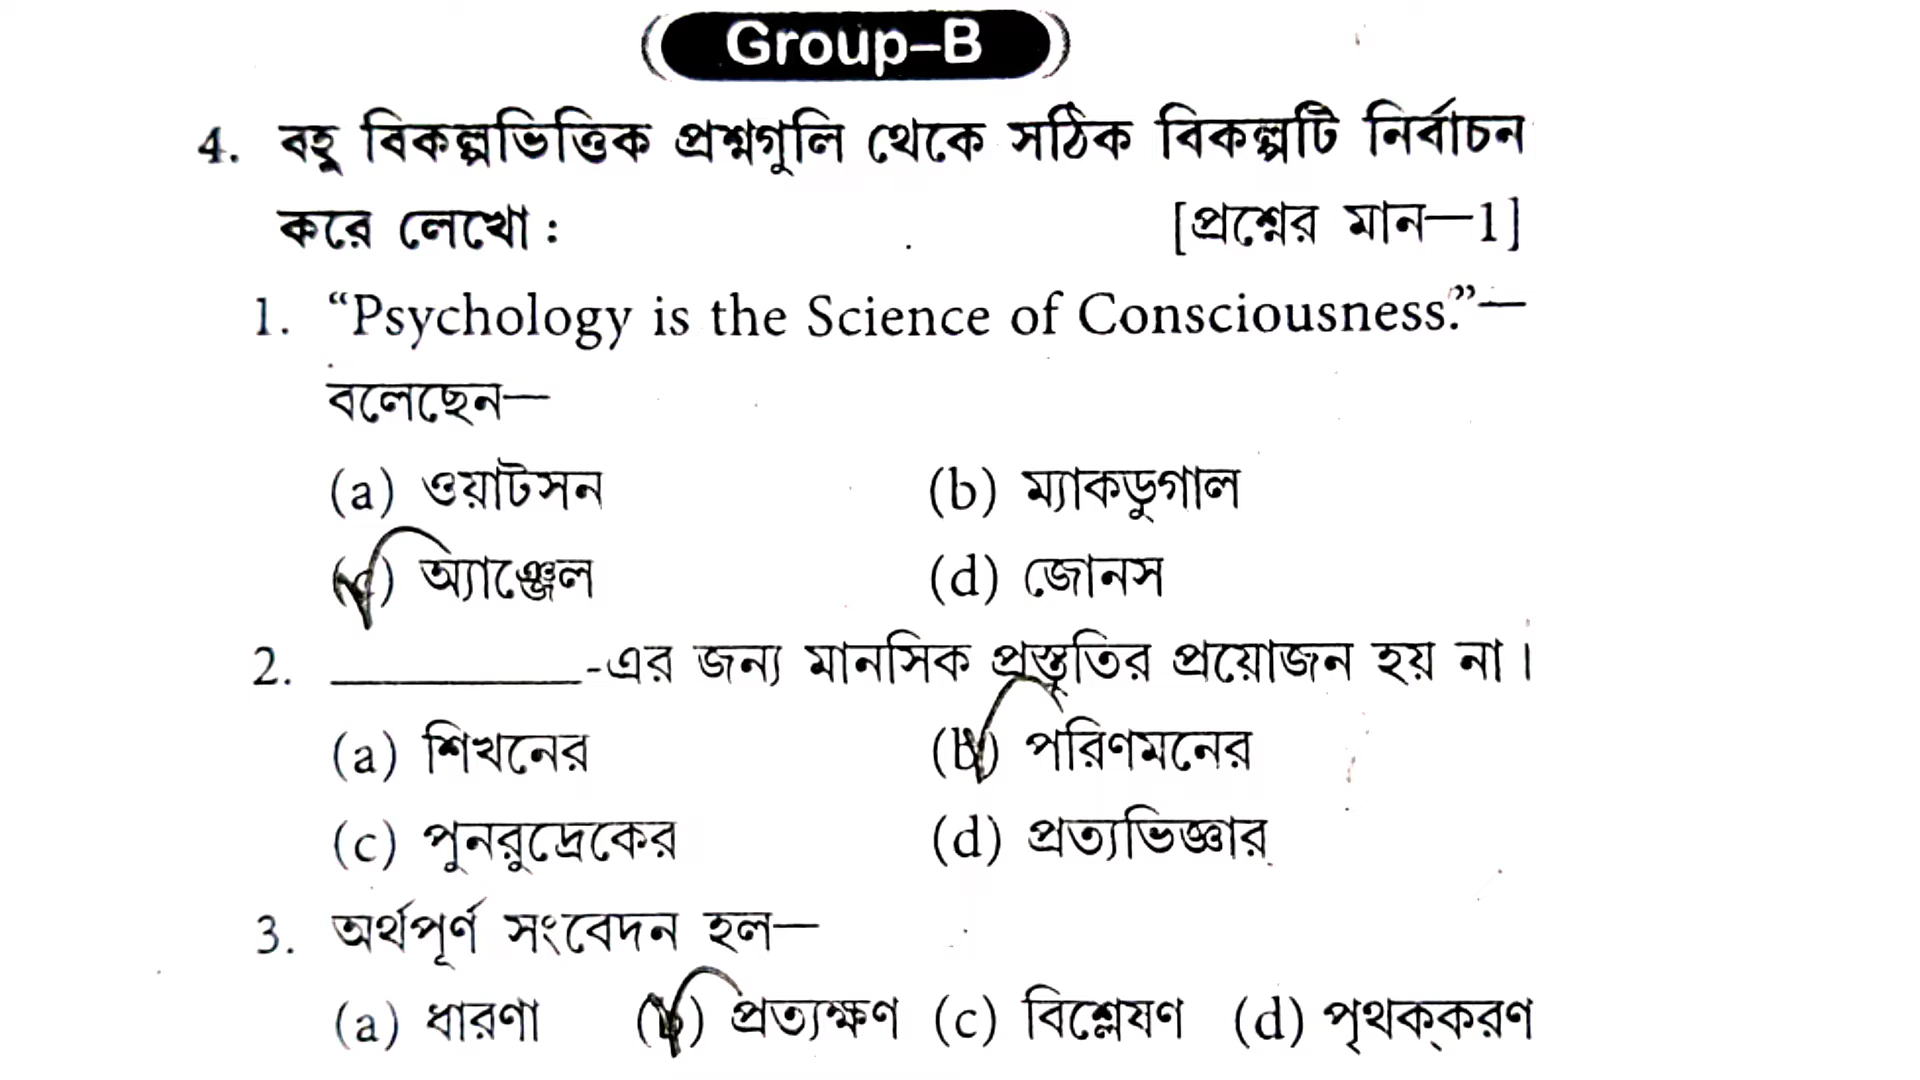 Group–B
4. বহু বিকল্পভিত্তিক প্রশ্নগুলি থেকে সঠিক বিকল্পটি নির্বাচন
করে লেখো : [প্রশ্নের মান—1]
1. “Psychology is the Science of Consciousness.”—
বলেছেন—
(a) ওয়াটসন (b) ম্যাকডুগাল
(c) অ্যাঞ্জেল (d) জোনস
2. __________-এর জন্য মানসিক প্রস্তুতির প্রয়োজন হয় না।
(a) শিখনের (b) পরিণমনের
(c) পুনরুদ্রেকের (d) প্রত্যভিজ্ঞার
3. অর্থপূর্ণ সংবেদন হল—
(a) ধারণা (b) প্রত্যক্ষণ (c) বিশ্লেষণ (d) পৃথক্‌করণ